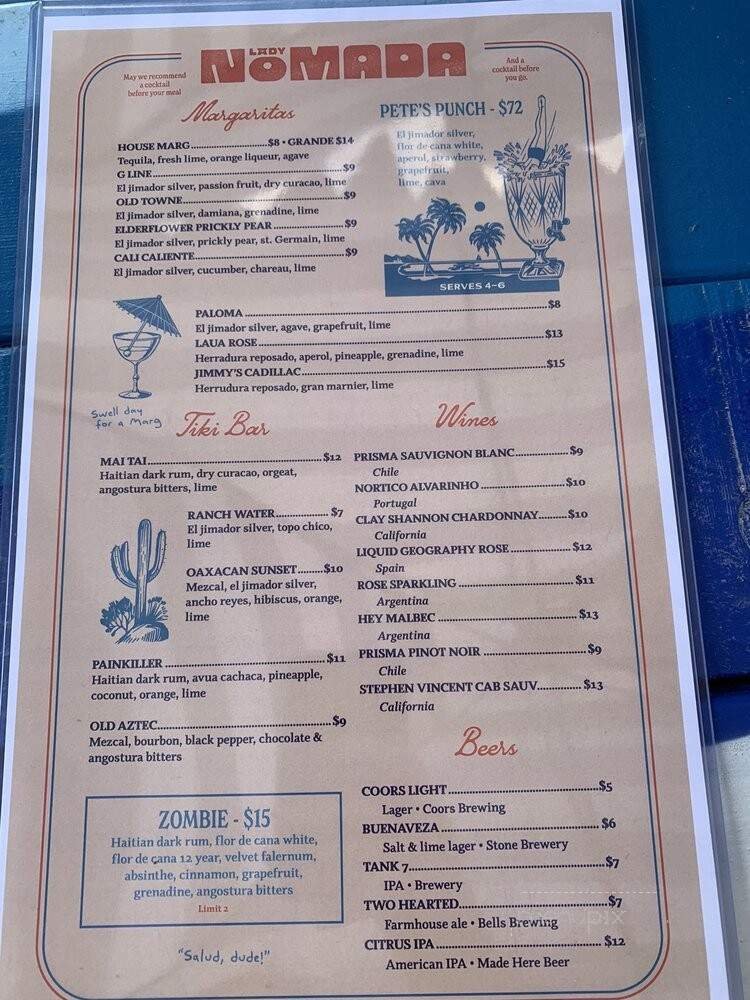 LADY
NOMADA
May we recommend
a cocktail
before your meal
And a
cocktail before
you go.
Margaritas
HOUSE MARG....................$8 • GRANDE $14
Tequila, fresh lime, orange liqueur, agave
G LINE....................$9
El jimador silver, passion fruit, dry curacao, lime
OLD TOWNE....................$9
El jimador silver, damiana, grenadine, lime
ELDERFLOWER PRICKLY PEAR....................$9
El jimador silver, prickly pear, st. Germain, lime
CALI CALIENTE....................$9
El jimador silver, cucumber, chareau, lime
PETE'S PUNCH - $72
El jimador silver,
flor de cana white,
aperol, strawberry,
grapefruit,
lime, cava
SERVES 4-6
PALOMA....................$8
El jimador silver, agave, grapefruit, lime
LAUA ROSE....................$13
Herradura reposado, aperol, pineapple, grenadine, lime
JIMMY'S CADILLAC....................$15
Herrudura reposado, gran marnier, lime
Swell day
for a Marg
Tiki Bar
MAI TAI....................$12
Haitian dark rum, dry curacao, orgeat,
angostura bitters, lime
RANCH WATER....................$7
El jimador silver, topo chico,
lime
OAXACAN SUNSET.........$10
Mezcal, el jimador silver,
ancho reyes, hibiscus, orange,
lime
PAINKILLER....................$11
Haitian dark rum, avua cachaca, pineapple,
coconut, orange, lime
OLD AZTEC....................$9
Mezcal, bourbon, black pepper, chocolate &
angostura bitters
ZOMBIE - $15
Haitian dark rum, flor de cana white,
flor de cana 12 year, velvet falernum,
absinthe, cinnamon, grapefruit,
grenadine, angostura bitters
Limit 2
"Salud, dude!"
Wines
PRISMA SAUVIGNON BLANC....................$9
Chile
NORTICO ALVARINHO....................$10
Portugal
CLAY SHANNON CHARDONNAY.........$10
California
LIQUID GEOGRAPHY ROSE....................$12
Spain
ROSE SPARKLING....................$11
Argentina
HEY MALBEC....................$13
Argentina
PRISMA PINOT NOIR....................$9
Chile
STEPHEN VINCENT CAB SAUV.............$13
California
Beers
COORS LIGHT....................$5
Lager • Coors Brewing
BUENAVEZA....................$6
Salt & lime lager • Stone Brewery
TANK 7....................$7
IPA • Brewery
TWO HEARTED....................$7
Farmhouse ale • Bells Brewing
CITRUS IPA....................$12
American IPA • Made Here Beer